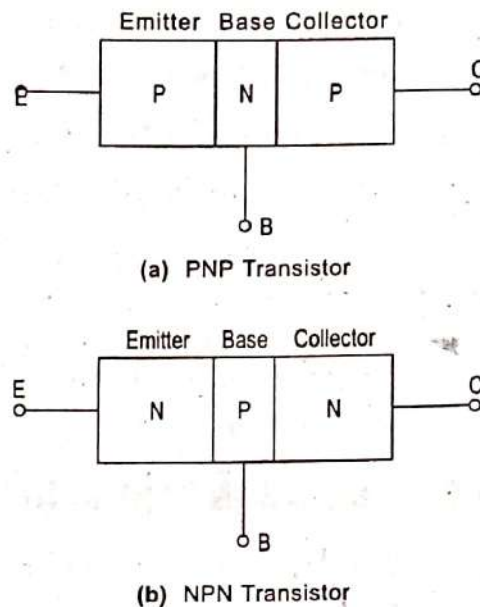 Emitter Base Collector
E P N P C
B
(a) PNP Transistor
Emitter Base Collector
E N P N C
B
(b) NPN Transistor